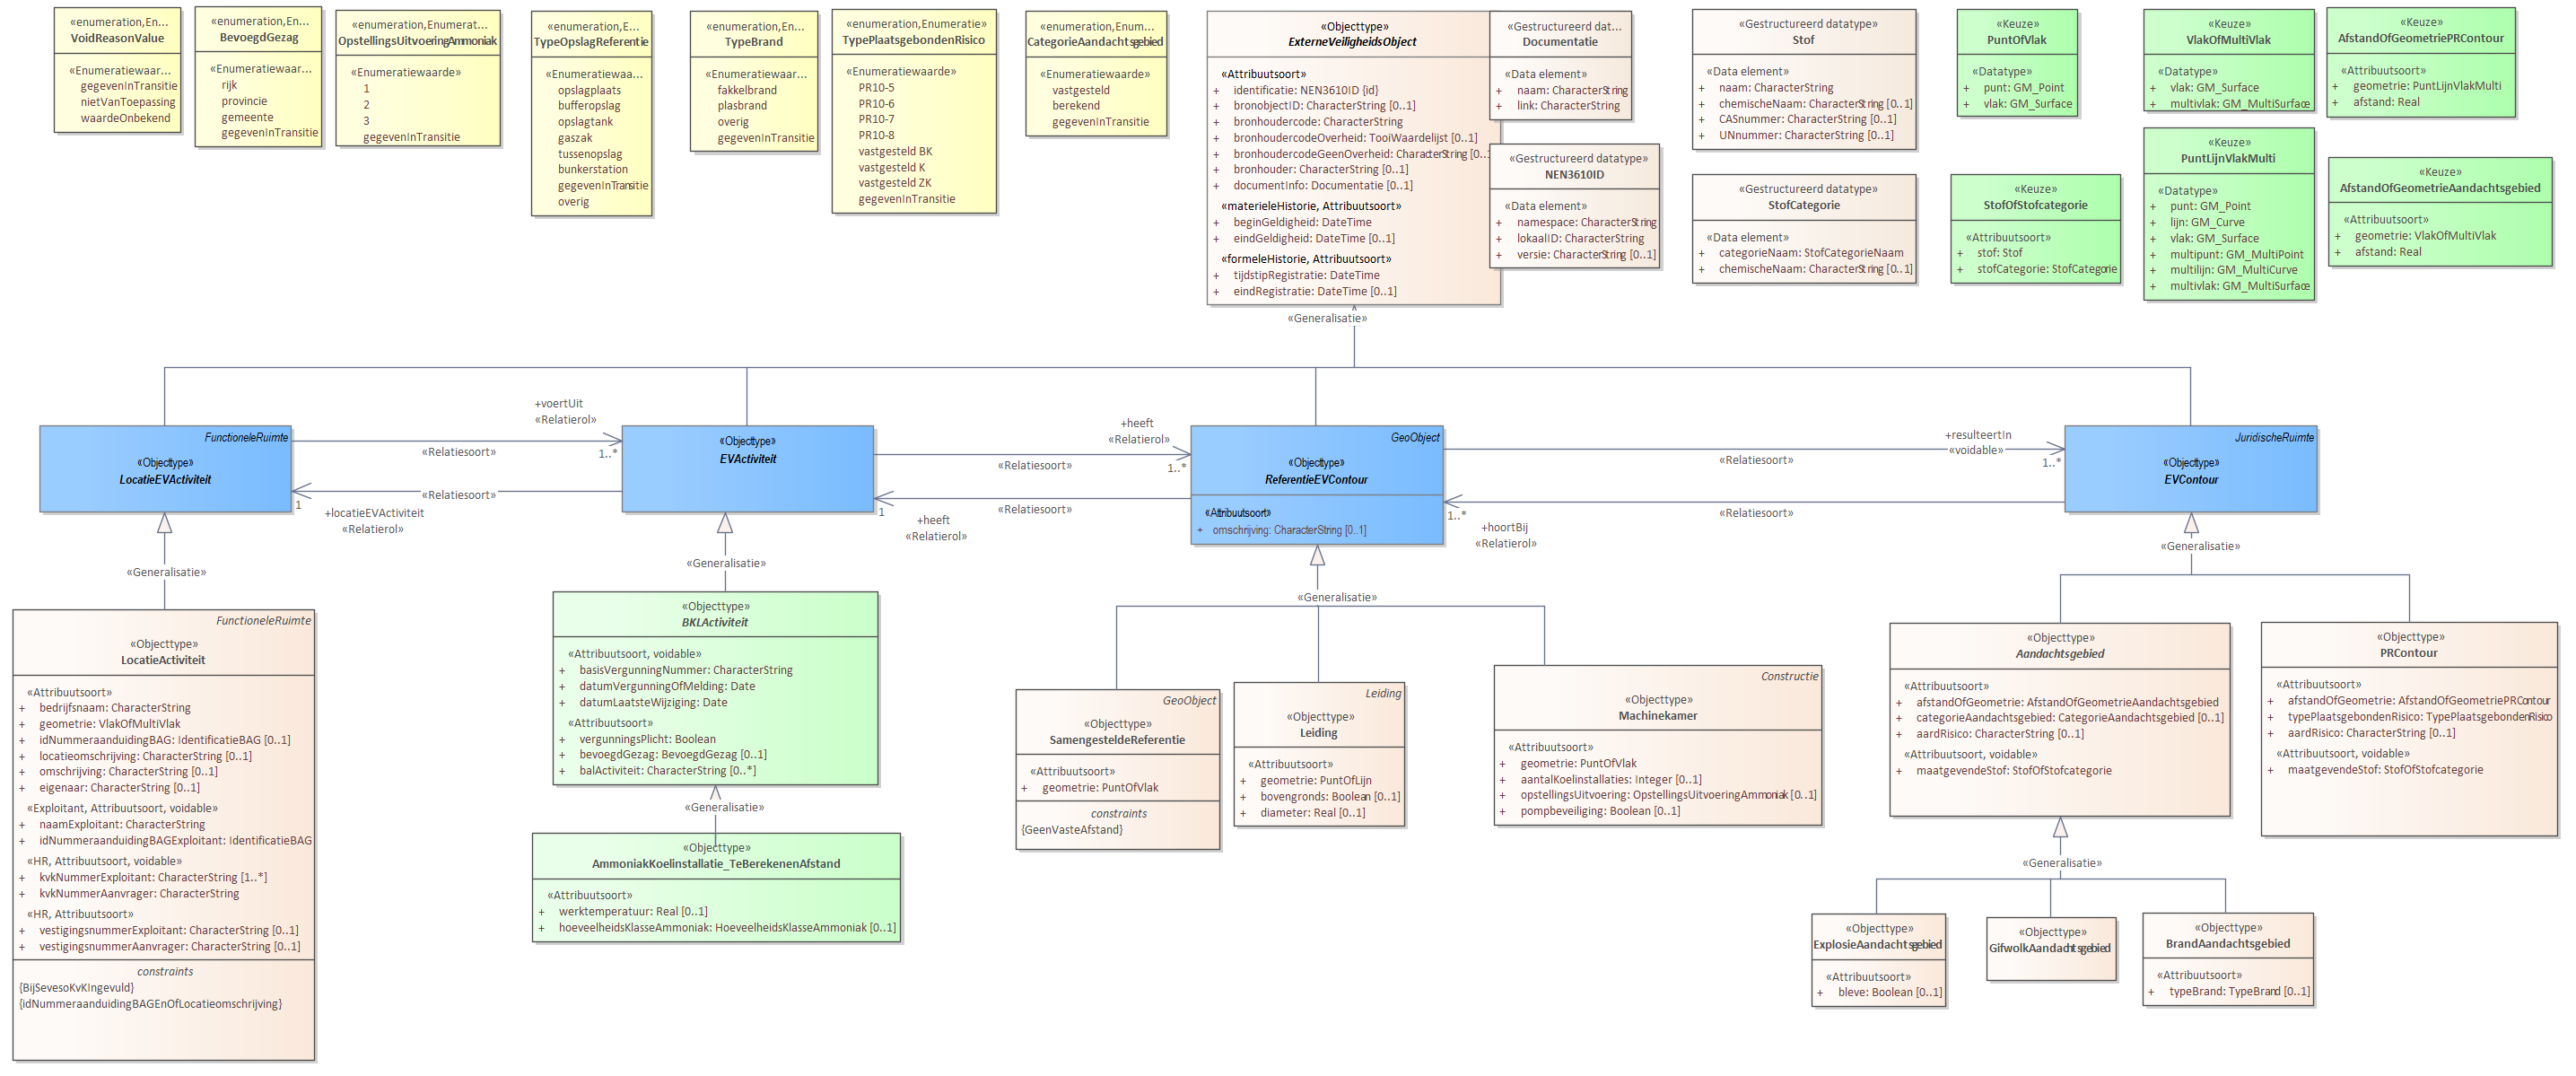 «enumeration,En...
VoidReasonValue
«Enumeratiewaar...
gegevenInTransitie
nietVanToepassing
waardeOnbekend
«enumeration,En...
BevoegdGezag
«Enumeratiewaar...
rijk
provincie
gemeente
gegevenInTransitie
«enumeration,Enumerat...
OpstellingsUitvoeringAmmoniak
«Enumeratiewaarde»
1
2
3
gegevenInTransitie
«enumeration,E...
TypeOpslagReferentie
«Enumeratiewaa...
opslagplaats
bufferopslag
opslagtank
gaszak
tussenopslag
bunkerstation
gegevenInTransitie
overig
«enumeration,En...
TypeBrand
«Enumeratiewaar...
fakkelbrand
plasbrand
overig
gegevenInTransitie
«enumeration,Enumeratie»
TypePlaatsgebondenRisico
«Enumeratiewaarde»
PR10-5
PR10-6
PR10-7
PR10-8
vastgesteld BK
vastgesteld K
vastgesteld ZK
gegevenInTransitie
«enumeration,Enum...
CategorieAandachtsgebied
«Enumeratiewaarde»
vastgesteld
berekend
gegevenInTransitie
«Objecttype»
ExterneVeiligheidsObject
«Attribuutsoort»
+ identificatie: NEN3610ID {id}
+ bronobjectID: CharacterString [0..1]
+ bronhoudercode: CharacterString
+ bronhoudercodeOverheid: TooiWaardelijst [0..1]
+ bronhoudercodeGeenOverheid: CharacterString [0..1
+ bronhouder: CharacterString [0..1]
+ documentInfo: Documentatie [0..1]
«materieleHistorie, Attribuutsoort»
+ beginGeldigheid: DateTime
+ eindGeldigheid: DateTime [0..1]
«formeleHistorie, Attribuutsoort»
+ tijdstipRegistratie: DateTime
+ eindRegistratie: DateTime [0..1]
«Gestructureerd dat...
Documentatie
«Data element»
+ naam: CharacterString
+ link: CharacterString
«Gestructureerd datatype»
NEN3610ID
«Data element»
+ namespace: CharacterString
+ lokaalID: CharacterString
+ versie: CharacterString [0..1]
«Gestructureerd datatype»
Stof
«Data element»
+ naam: CharacterString
+ chemischeNaam: CharacterString [0..1]
+ CASnummer: CharacterString [0..1]
+ UNnummer: CharacterString [0..1]
«Gestructureerd datatype»
StofCategorie
«Data element»
+ categorieNaam: StofCategorieNaam
+ chemischeNaam: CharacterString [0..1]
«Keuze»
PuntOfVlak
«Datatype»
+ punt: GM_Point
+ vlak: GM_Surface
«Keuze»
StofOfStofcategorie
«Attribuutsoort»
+ stof: Stof
+ stofCategorie: StofCategorie
«Keuze»
VlakOfMultiVlak
«Datatype»
+ vlak: GM_Surface
+ multivlak: GM_MultiSurface
«Keuze»
PuntLijnVlakMulti
«Datatype»
+ punt: GM_Point
+ lijn: GM_Curve
+ vlak: GM_Surface
+ multipunt: GM_MultiPoint
+ multilijn: GM_MultiCurve
+ multivlak: GM_MultiSurface
«Keuze»
AfstandOfGeometriePRContour
«Attribuutsoort»
+ geometrie: PuntLijnVlakMulti
+ afstand: Real
«Keuze»
AfstandOfGeometrieAandachtsgebied
«Attribuutsoort»
+ geometrie: VlakOfMultiVlak
+ afstand: Real
«Generalisatie»
FunctioneleRuimte
«Objecttype»
LocatieEVActiviteit
+voertUit
«Relatierol»
1..*
«Relatiesoort»
«Relatiesoort»
1
+locatieEVActiviteit
«Relatierol»
«Objecttype»
EVActiviteit
+heeft
«Relatierol»
1..*
«Relatiesoort»
«Relatiesoort»
1
+heeft
«Relatierol»
GeoObject
«Objecttype»
ReferentieEVContour
«Attribuutsoort»
+ omschrijving: CharacterString [0..1]
+resulteertIn
«voidable»
1..*
«Relatiesoort»
«Relatiesoort»
1..*
+hoortBij
«Relatierol»
JuridischeRuimte
«Objecttype»
EVContour
«Generalisatie»
«Generalisatie»
«Generalisatie»
«Generalisatie»
FunctioneleRuimte
«Objecttype»
LocatieActiviteit
«Attribuutsoort»
+ bedrijfsnaam: CharacterString
+ geometrie: VlakOfMultiVlak
+ idNummeraanduidingBAG: IdentificatieBAG [0..1]
+ locatieomschrijving: CharacterString [0..1]
+ omschrijving: CharacterString [0..1]
+ eigenaar: CharacterString [0..1]
«Exploitant, Attribuutsoort, voidable»
+ naamExploitant: CharacterString
+ idNummeraanduidingBAGExploitant: IdentificatieBAG
«HR, Attribuutsoort, voidable»
+ kvkNummerExploitant: CharacterString [1..*]
+ kvkNummerAanvrager: CharacterString
«HR, Attribuutsoort»
+ vestigingsnummerExploitant: CharacterString [0..1]
+ vestigingsnummerAanvrager: CharacterString [0..1]
constraints
{BijSevesoKvKIngevuld}
{idNummeraanduidingBAGEnOfLocatieomschrijving}
«Objecttype»
BKLActiviteit
«Attribuutsoort, voidable»
+ basisVergunningNummer: CharacterString
+ datumVergunningOfMelding: Date
+ datumLaatsteWijziging: Date
«Attribuutsoort»
+ vergunningsPlicht: Boolean
+ bevoegdGezag: BevoegdGezag [0..1]
+ balActiviteit: CharacterString [0..*]
«Generalisatie»
«Objecttype»
AmmoniakKoelinstallatie_TeBerekenenAfstand
«Attribuutsoort»
+ werktemperatuur: Real [0..1]
+ hoeveelheidsKlasseAmmoniak: HoeveelheidsKlasseAmmoniak [0..1]
GeoObject
«Objecttype»
SamengesteldeReferentie
«Attribuutsoort»
+ geometrie: PuntOfVlak
constraints
{GeenVasteAfstand}
Leiding
«Objecttype»
Leiding
«Attribuutsoort»
+ geometrie: PuntOfLijn
+ bovengronds: Boolean [0..1]
+ diameter: Real [0..1]
Constructie
«Objecttype»
Machinekamer
«Attribuutsoort»
+ geometrie: PuntOfVlak
+ aantalKoelinstallaties: Integer [0..1]
+ opstellingsUitvoering: OpstellingsUitvoeringAmmoniak [0..1]
+ pompbeveiliging: Boolean [0..1]
«Objecttype»
Aandachtsgebied
«Attribuutsoort»
+ afstandOfGeometrie: AfstandOfGeometrieAandachtsgebied
+ categorieAandachtsgebied: CategorieAandachtsgebied [0..1]
+ aardRisico: CharacterString [0..1]
«Attribuutsoort, voidable»
+ maatgevendeStof: StofOfStofcategorie
«Objecttype»
PRContour
«Attribuutsoort»
+ afstandOfGeometrie: AfstandOfGeometriePRContour
+ typePlaatsgebondenRisico: TypePlaatsgebondenRisico
+ aardRisico: CharacterString [0..1]
«Attribuutsoort, voidable»
+ maatgevendeStof: StofOfStofcategorie
«Generalisatie»
«Objecttype»
ExplosieAandachtsgebied
«Attribuutsoort»
+ bleve: Boolean [0..1]
«Objecttype»
GifwolkAandachtsgebied
«Objecttype»
BrandAandachtsgebied
«Attribuutsoort»
+ typeBrand: TypeBrand [0..1]